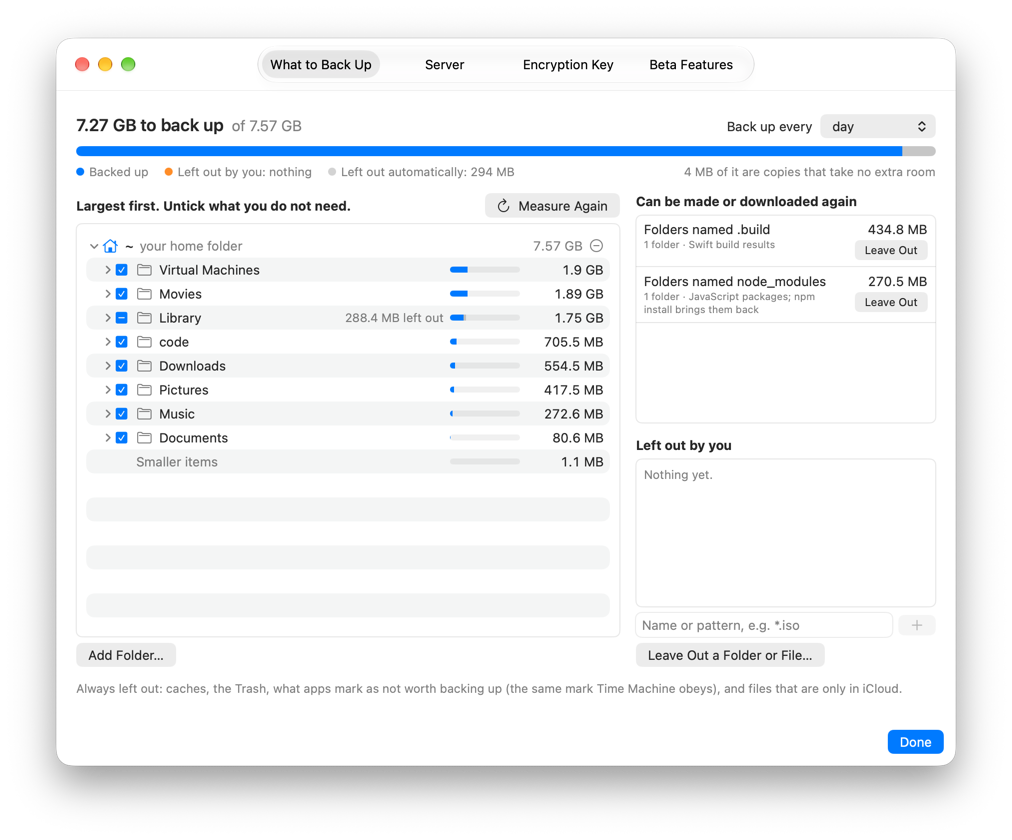 What to Back Up
Server
Encryption Key
Beta Features
7.27 GB to back up of 7.57 GB
Back up every day
Backed up
Left out by you: nothing
Left out automatically: 294 MB
4 MB of it are copies that take no extra room
Largest first. Untick what you do not need.
Measure Again
~ your home folder 7.57 GB
Virtual Machines 1.9 GB
Movies 1.89 GB
Library 288.4 MB left out 1.75 GB
code 705.5 MB
Downloads 554.5 MB
Pictures 417.5 MB
Music 272.6 MB
Documents 80.6 MB
Smaller items 1.1 MB
Add Folder...
Can be made or downloaded again
Folders named .build 434.8 MB
1 folder · Swift build results
Leave Out
Folders named node_modules 270.5 MB
1 folder · JavaScript packages; npm
install brings them back
Leave Out
Left out by you
Nothing yet.
Name or pattern, e.g. *.iso
Leave Out a Folder or File...
Always left out: caches, the Trash, what apps mark as not worth backing up (the same mark Time Machine obeys), and files that are only in iCloud.
Done